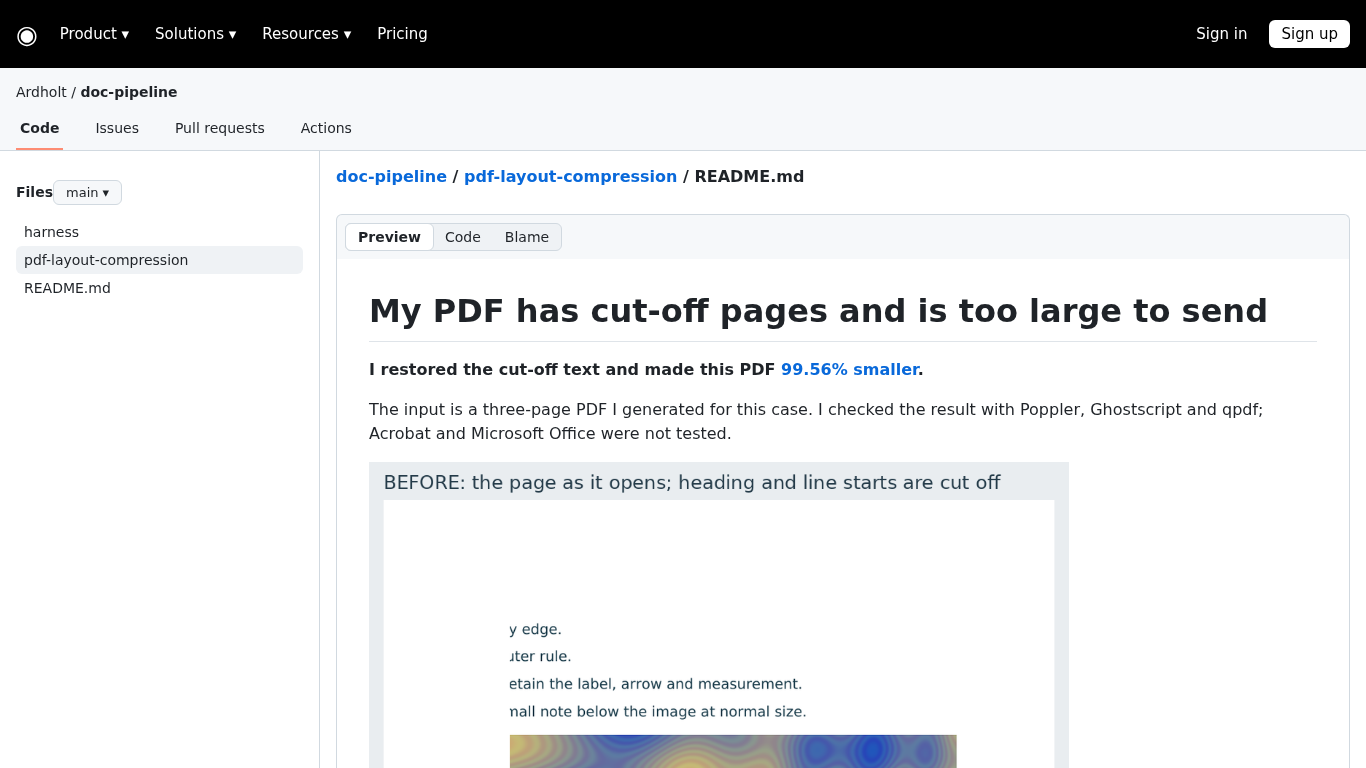 Product ▾ Solutions ▾ Resources ▾ Pricing Sign in Sign up
Ardholt / doc-pipeline
Code Issues Pull requests Actions
Files main ▾
harness
pdf-layout-compression
README.md
doc-pipeline / pdf-layout-compression / README.md
Preview Code Blame
My PDF has cut-off pages and is too large to send
I restored the cut-off text and made this PDF 99.56% smaller.
The input is a three-page PDF I generated for this case. I checked the result with Poppler, Ghostscript and qpdf;
Acrobat and Microsoft Office were not tested.
BEFORE: the page as it opens; heading and line starts are cut off
y edge.
uter rule.
etain the label, arrow and measurement.
mall note below the image at normal size.